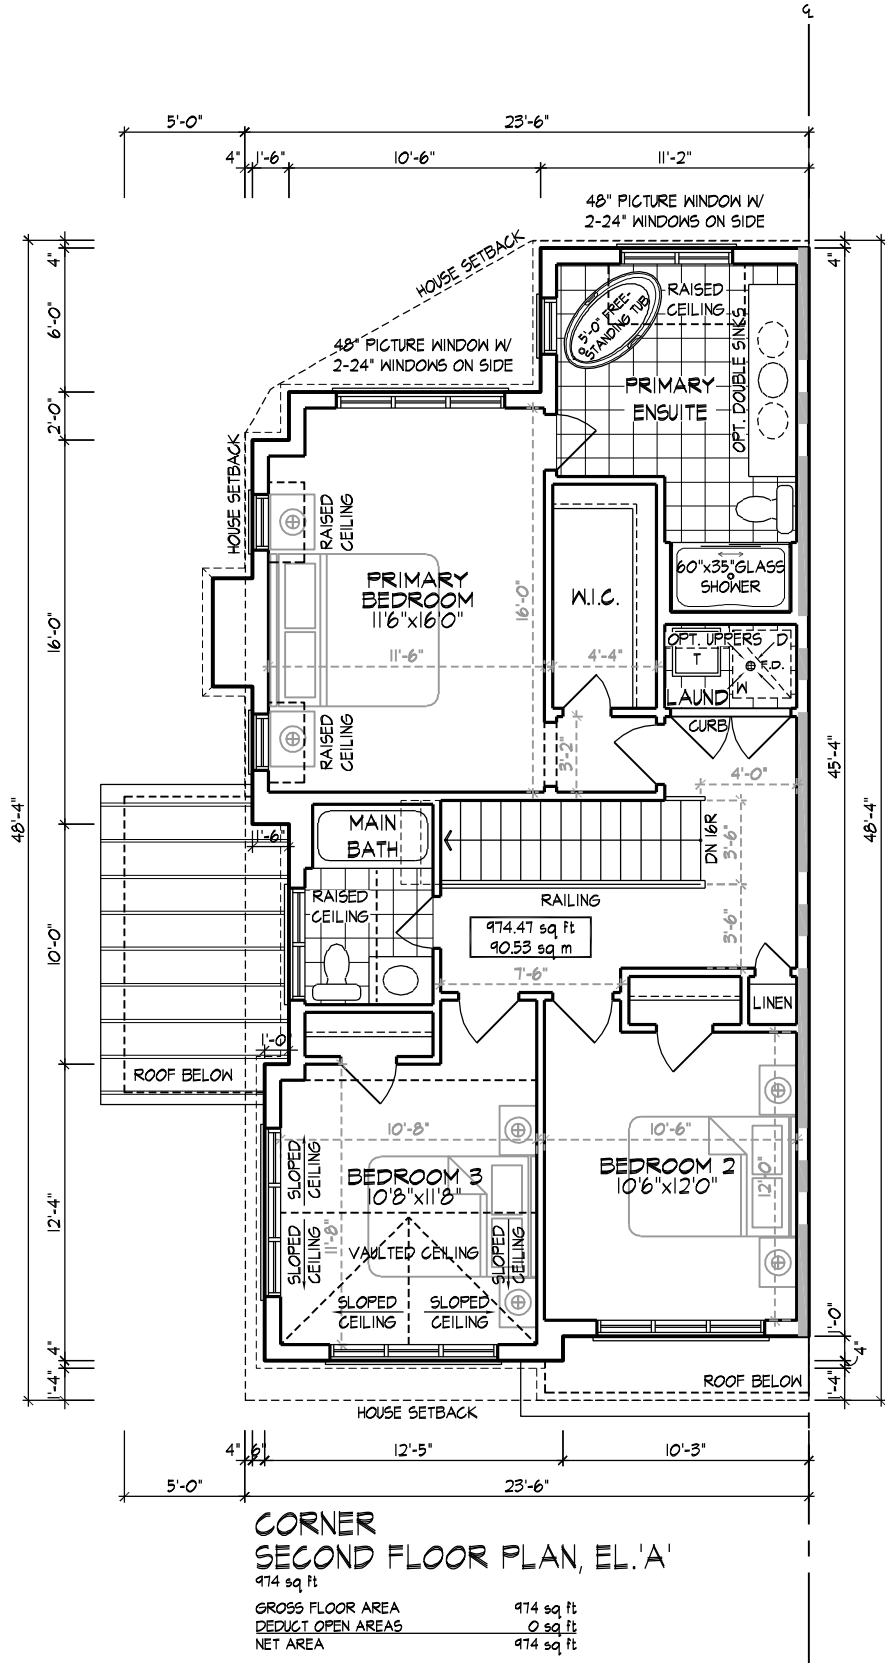 ℄
5'-0"
23'-6"
4"
1'-6"
10'-6"
11'-2"
48" PICTURE WINDOW W/
2-24" WINDOWS ON SIDE
HOUSE SETBACK
4"
4"
6'-0"
RAISED
CEILING
5'-0" FREE-
STANDING TUB
OPT. DOUBLE SINKS
48" PICTURE WINDOW W/
2-24" WINDOWS ON SIDE
PRIMARY
ENSUITE
2'-0"
HOUSE SETBACK
RAISED
CEILING
60"x35" GLASS
SHOWER
PRIMARY
BEDROOM
11'6"x16'0"
16'-0"
W.I.C.
16'-0"
OPT. UPPERS
D
T
F.D.
W
LAUND
11'-6"
4'-4"
CURB
RAISED
CEILING
3'-2"
4'-0"
45'-4"
48'-4"
48'-4"
1'-6"
MAIN
BATH
DN 16R
3'-6"
RAISED
CEILING
RAILING
974.47 sq ft
90.53 sq m
3'-6"
10'-0"
7'-6"
LINEN
1'-0"
ROOF BELOW
10'-8"
10'-6"
SLOPED
CEILING
BEDROOM 3
10'8"x11'8"
BEDROOM 2
10'6"x12'0"
12'-0"
12'-4"
11'-8"
SLOPED
CEILING
VAULTED CEILING
SLOPED
CEILING
SLOPED
CEILING
SLOPED
CEILING
1'-0"
4"
4"
1'-4"
1'-4"
ROOF BELOW
HOUSE SETBACK
4"
6"
12'-5"
10'-3"
5'-0"
23'-6"
CORNER
SECOND FLOOR PLAN, EL.'A'
974 sq ft
GROSS FLOOR AREA 974 sq ft
DEDUCT OPEN AREAS 0 sq ft
NET AREA 974 sq ft